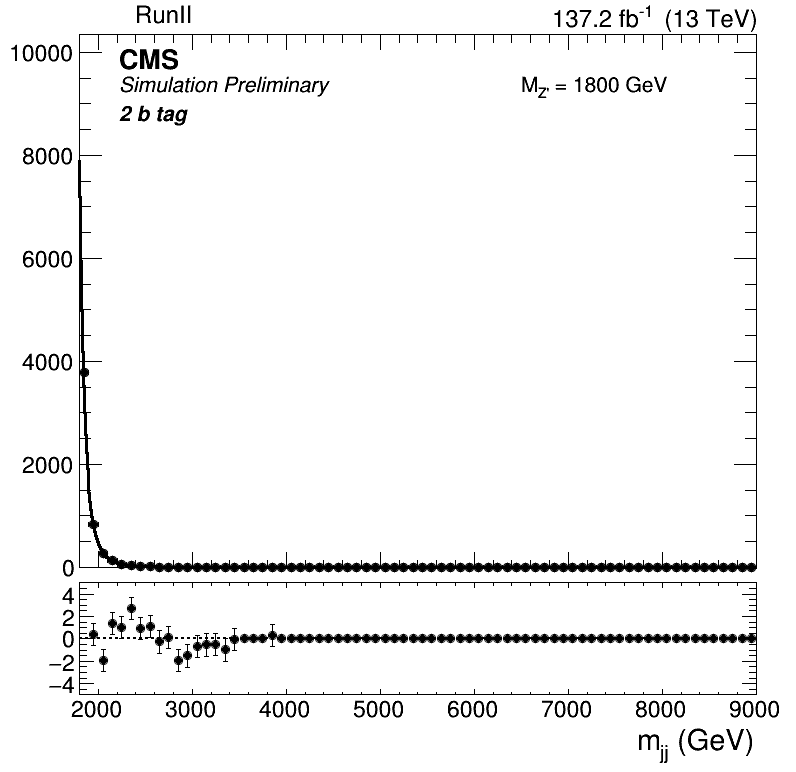 RunII 137.2 fb⁻¹ (13 TeV)
10000
CMS
Simulation Preliminary M_Z' = 1800 GeV
2 b tag
8000
6000
4000
2000
0
4
2
0
−2
−4
2000 3000 4000 5000 6000 7000 8000 9000
m_jj (GeV)